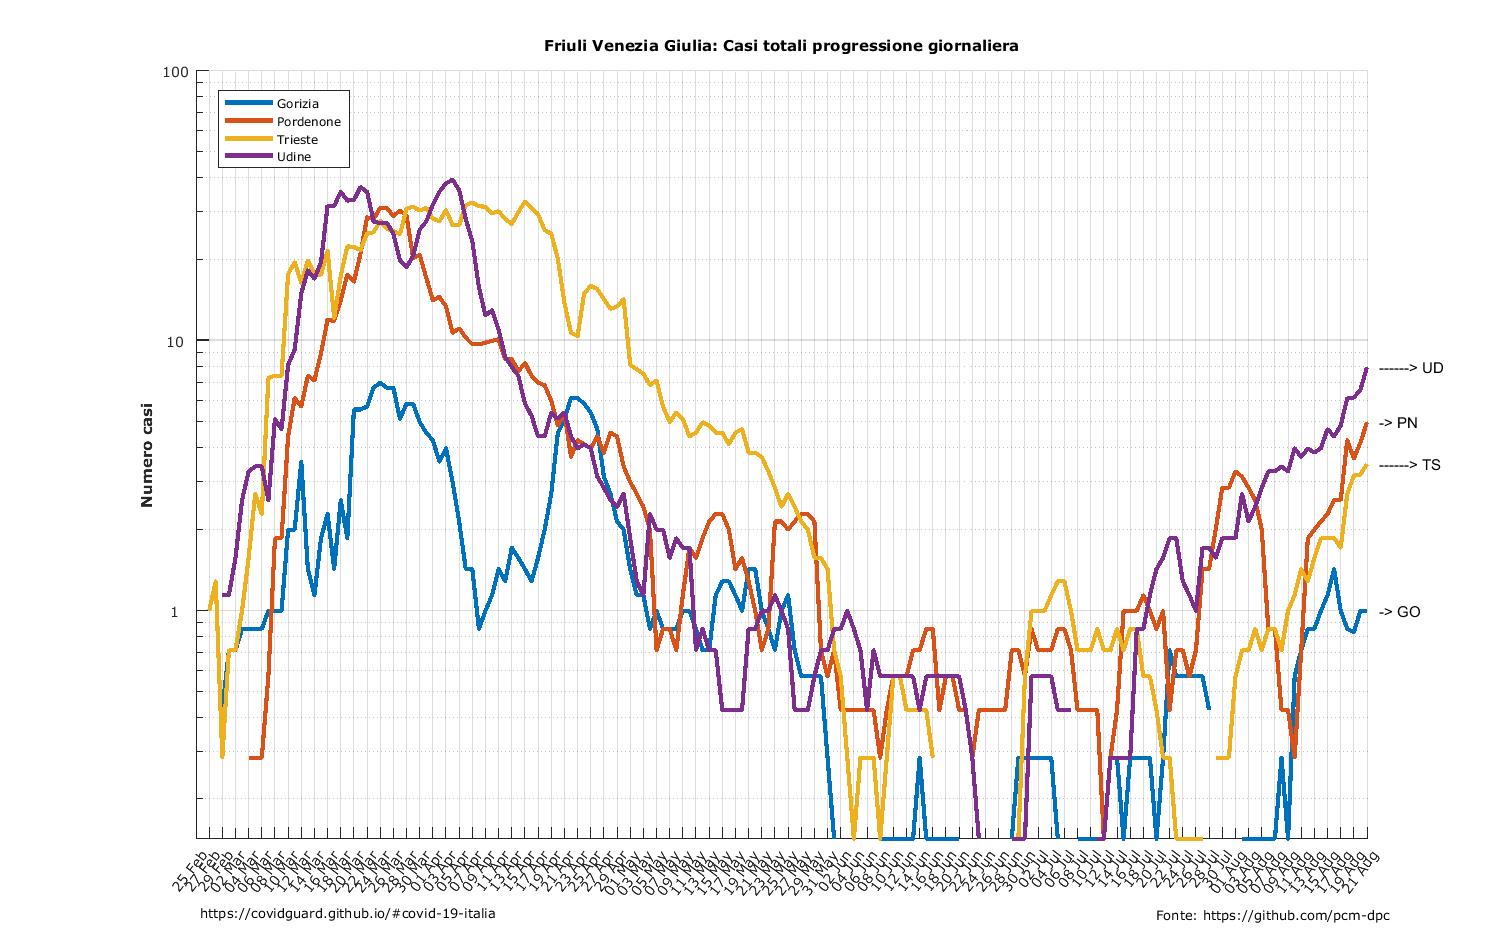 Friuli Venezia Giulia: Casi totali progressione giornaliera
Numero casi
100
10
1
Gorizia
Pordenone
Trieste
Udine
------> UD
-> PN
------> TS
-> GO
25 Feb
27 Feb
29 Feb
02 Mar
04 Mar
06 Mar
08 Mar
10 Mar
12 Mar
14 Mar
16 Mar
18 Mar
20 Mar
22 Mar
24 Mar
26 Mar
28 Mar
30 Mar
01 Apr
03 Apr
05 Apr
07 Apr
09 Apr
11 Apr
13 Apr
15 Apr
17 Apr
19 Apr
21 Apr
23 Apr
25 Apr
27 Apr
29 Apr
01 May
03 May
05 May
07 May
09 May
11 May
13 May
15 May
17 May
19 May
21 May
23 May
25 May
27 May
29 May
31 May
02 Jun
04 Jun
06 Jun
08 Jun
10 Jun
12 Jun
14 Jun
16 Jun
18 Jun
20 Jun
22 Jun
24 Jun
26 Jun
28 Jun
30 Jun
02 Jul
04 Jul
06 Jul
08 Jul
10 Jul
12 Jul
14 Jul
16 Jul
18 Jul
20 Jul
22 Jul
24 Jul
26 Jul
28 Jul
30 Jul
01 Aug
03 Aug
05 Aug
07 Aug
09 Aug
11 Aug
13 Aug
15 Aug
17 Aug
19 Aug
21 Aug
https://covidguard.github.io/#covid-19-italia
Fonte: https://github.com/pcm-dpc